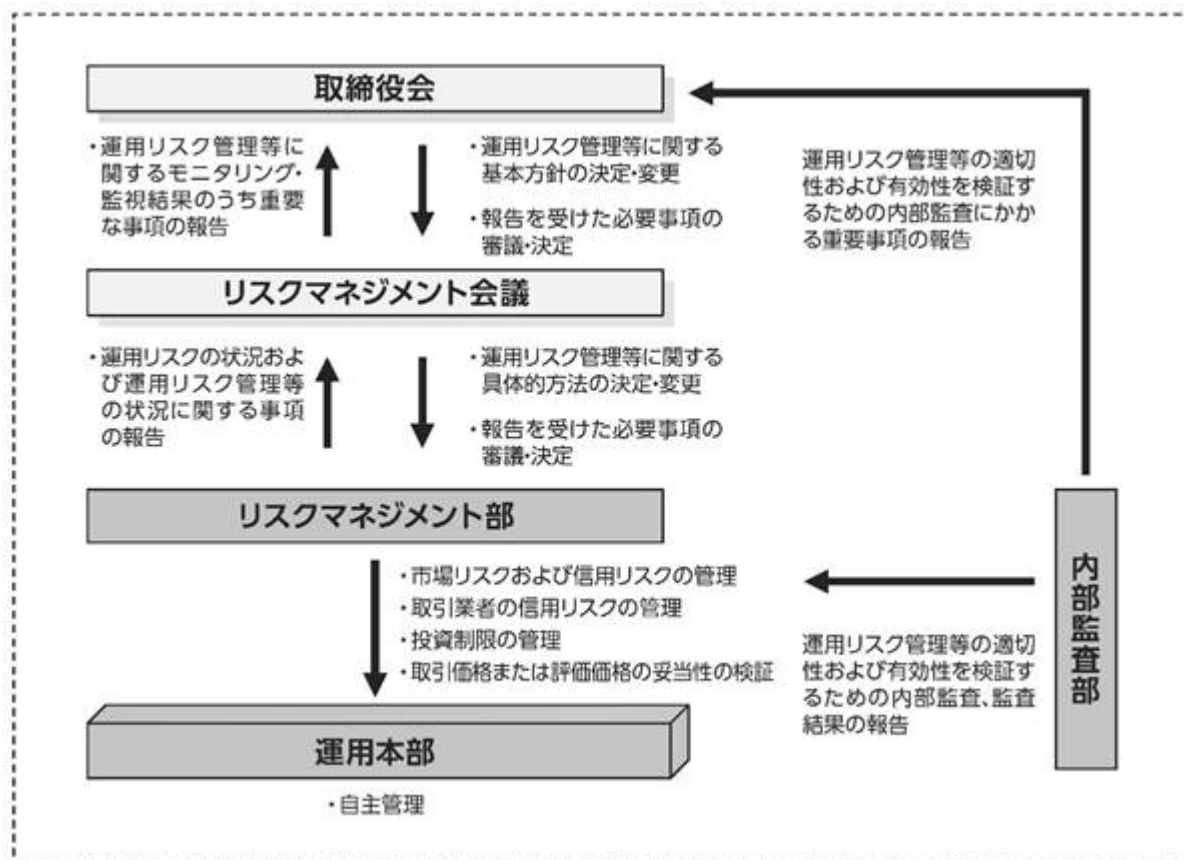 取締役会
・運用リスク管理等に
関するモニタリング・
監視結果のうち重要
な事項の報告
・運用リスク管理等に関する
基本方針の決定・変更
・報告を受けた必要事項の
審議・決定
運用リスク管理等の適切
性および有効性を検証す
るための内部監査にかか
る重要事項の報告
リスクマネジメント会議
・運用リスクの状況およ
び運用リスク管理等
の状況に関する事項
の報告
・運用リスク管理等に関する
具体的方法の決定・変更
・報告を受けた必要事項の
審議・決定
リスクマネジメント部
・市場リスクおよび信用リスクの管理
・取引業者の信用リスクの管理
・投資制限の管理
・取引価格または評価価格の妥当性の検証
内部監査部
運用リスク管理等の適切
性および有効性を検証す
るための内部監査、監査
結果の報告
運用本部
・自主管理